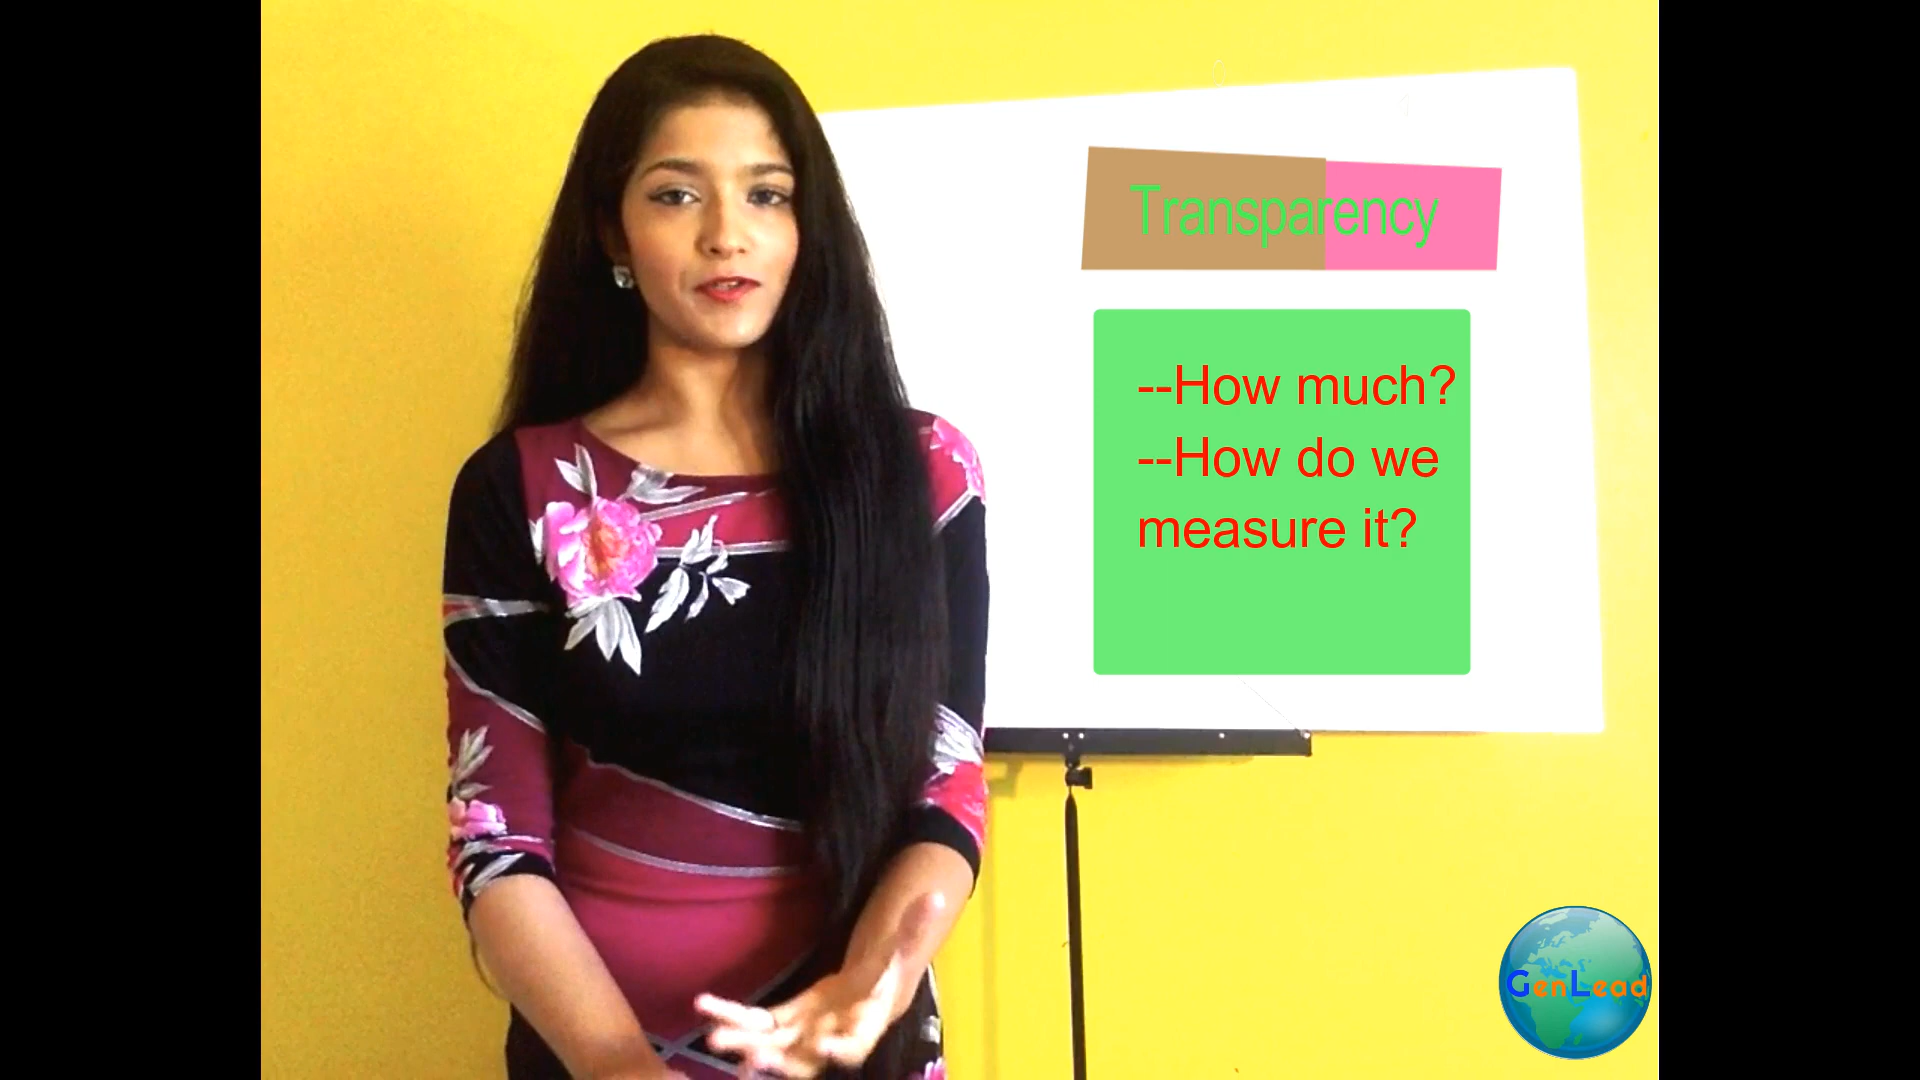 Transparency
--How much?
--How do we
measure it?
GenLead